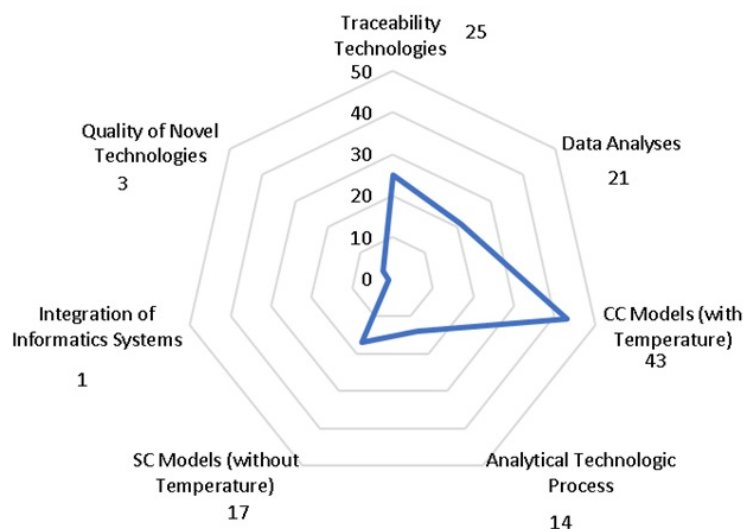 Traceability
Technologies
25
50
40
30
20
10
0
Data Analyses
21
CC Models (with
Temperature)
43
Analytical Technologic
Process
14
SC Models (without
Temperature)
17
Integration of
Informatics Systems
1
Quality of Novel
Technologies
3